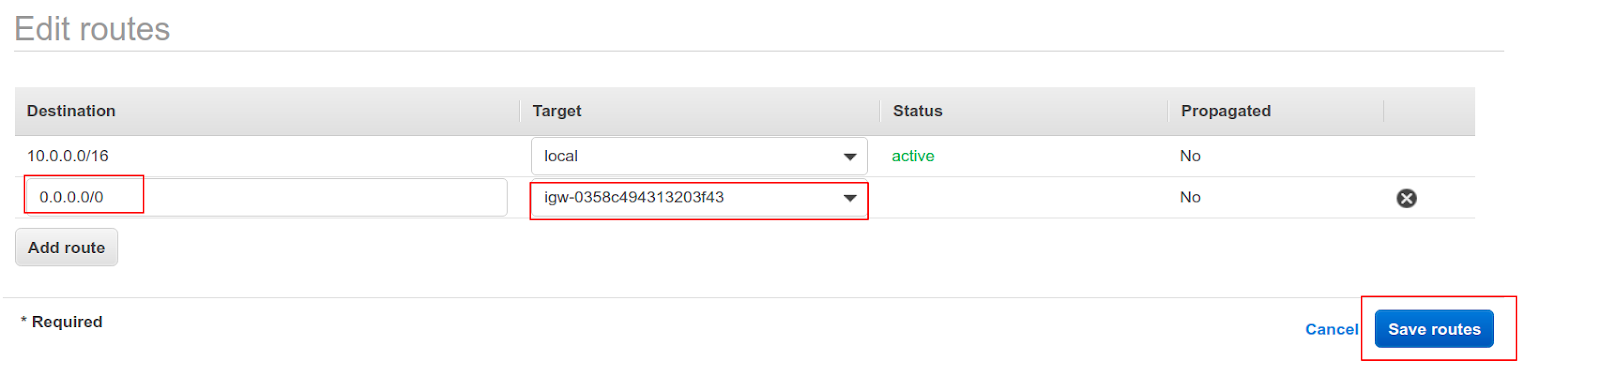 Edit routes
Destination Target Status Propagated
10.0.0.0/16 local active No
0.0.0.0/0 igw-0358c494313203f43 No
Add route
* Required
Cancel Save routes